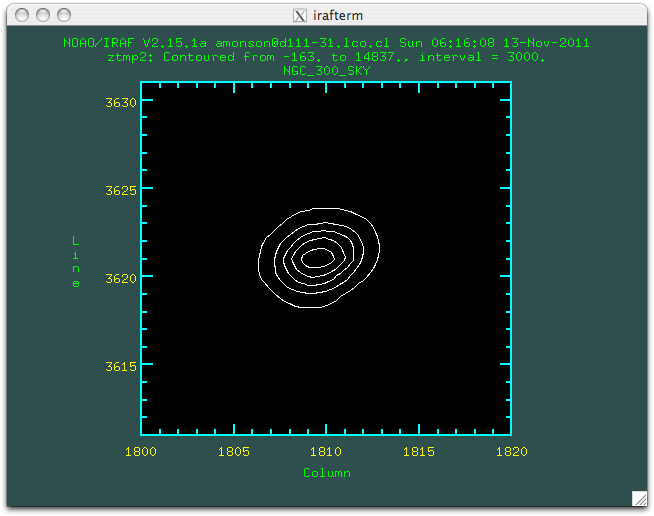 irafterm
NOAO/IRAF V2.15.1a amonson@d111-31.lco.cl Sun 06:16:08 13-Nov-2011
ztmp2: Contoured from -163. to 14837., interval = 3000.
NGC_300_SKY
3630
3625
Line
3620
3615
1800 1805 1810 1815 1820
Column